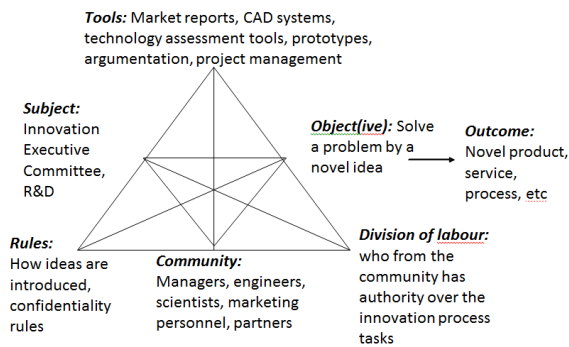 Tools: Market reports, CAD systems,
technology assessment tools, prototypes,
argumentation, project management
Subject:
Innovation
Executive
Committee,
R&D
Object(ive): Solve
a problem by a
novel idea
Outcome:
Novel product,
service,
process, etc
Rules:
How ideas are
introduced,
confidentiality
rules
Community:
Managers, engineers,
scientists, marketing
personnel, partners
Division of labour:
who from the
community has
authority over the
innovation process
tasks